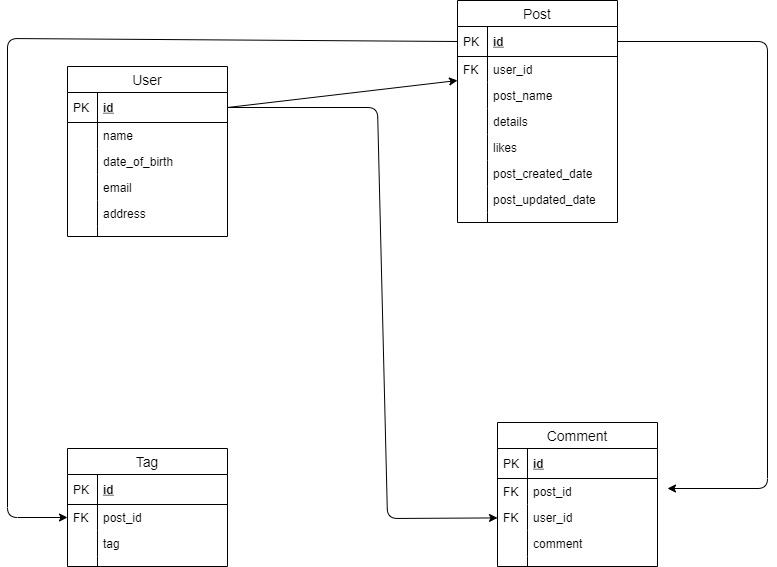 Post
PK id
FK user_id
post_name
details
likes
post_created_date
post_updated_date
User
PK id
name
date_of_birth
email
address
Tag
PK id
FK post_id
tag
Comment
PK id
FK post_id
FK user_id
comment